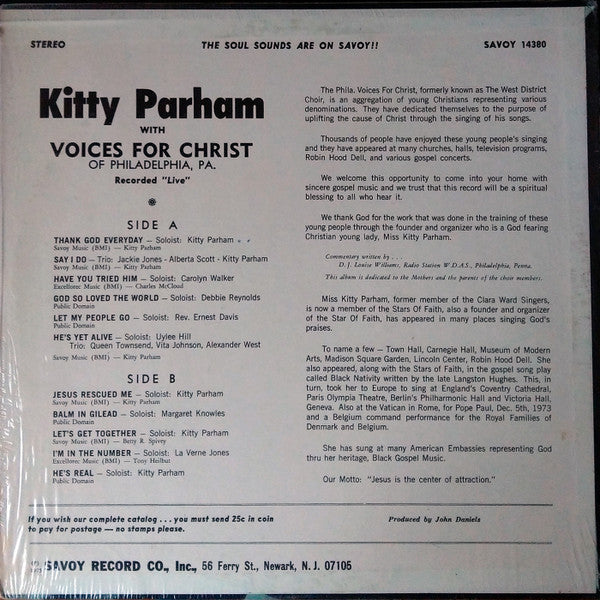 STEREO THE SOUL SOUNDS ARE ON SAVOY!! SAVOY 14380
Kitty Parham
WITH
VOICES FOR CHRIST
OF PHILADELPHIA, PA.
Recorded "Live"
SIDE A
THANK GOD EVERYDAY — Soloist: Kitty Parham
Savoy Music (BMI) — Kitty Parham
SAY I DO — Trio: Jackie Jones - Alberta Scott - Kitty Parham
Savoy Music (BMI) — Kitty Parham
HAVE YOU TRIED HIM — Soloist: Carolyn Walker
Excellorec Music (BMI) — Charles McCloud
GOD SO LOVED THE WORLD — Soloist: Debbie Reynolds
Public Domain
LET MY PEOPLE GO — Soloist: Rev. Ernest Davis
Public Domain
HE'S YET ALIVE — Soloist: Uylee Hill
Trio: Queen Townsend, Vita Johnson, Alexander West
Savoy Music (BMI) — Kitty Parham
SIDE B
JESUS RESCUED ME — Soloist: Kitty Parham
Savoy Music (BMI) — Kitty Parham
BALM IN GILEAD — Soloist: Margaret Knowles
Public Domain
LET'S GET TOGETHER — Soloist: Kitty Parham
Savoy Music (BMI) — Betty R. Spivey
I'M IN THE NUMBER — Soloist: La Verne Jones
Excellorec Music (BMI) — Tony Heilbut
HE'S REAL — Soloist: Kitty Parham
Public Domain
The Phila. Voices For Christ, formerly known as The West District
Choir, is an aggregation of young Christians representing various
denominations. They have dedicated themselves to the purpose of
uplifting the cause of Christ through the singing of his songs.
Thousands of people have enjoyed these young people's singing
and they have appeared at many churches, halls, television programs,
Robin Hood Dell, and various gospel concerts.
We welcome this opportunity to come into your home with
sincere gospel music and we trust that this record will be a spiritual
blessing to all who hear it.
We thank God for the work that was done in the training of these
young people through the founder and organizer who is a God fearing
Christian young lady, Miss Kitty Parham.
Commentary written by . . .
D. J. Louise Williams, Radio Station W.D.A.S., Philadelphia, Penna.
This album is dedicated to the Mothers and the parents of the choir members.
Miss Kitty Parham, former member of the Clara Ward Singers,
is now a member of the Stars Of Faith, also a founder and organizer
of the Star Of Faith, has appeared in many places singing God's
praises.
To name a few — Town Hall, Carnegie Hall, Museum of Modern
Arts, Madison Square Garden, Lincoln Center, Robin Hood Dell. She
also appeared, along with the Stars of Faith, in the gospel song play
called Black Nativity written by the late Langston Hughes. This, in
turn, took her to Europe to sing at England's Coventry Cathedral,
Paris Olympia Theatre, Berlin's Philharmonic Hall and Victoria Hall,
Geneva. Also at the Vatican in Rome, for Pope Paul, Dec. 5th, 1973
and a Belgium command performance for the Royal Families of
Denmark and Belgium.
She has sung at many American Embassies representing God
thru her heritage, Black Gospel Music.
Our Motto: "Jesus is the center of attraction."
If you wish our complete catalog . . . you must send 25c in coin
to pay for postage — no stamps please.
Produced by John Daniels
SAVOY RECORD CO., Inc., 56 Ferry St., Newark, N. J. 07105